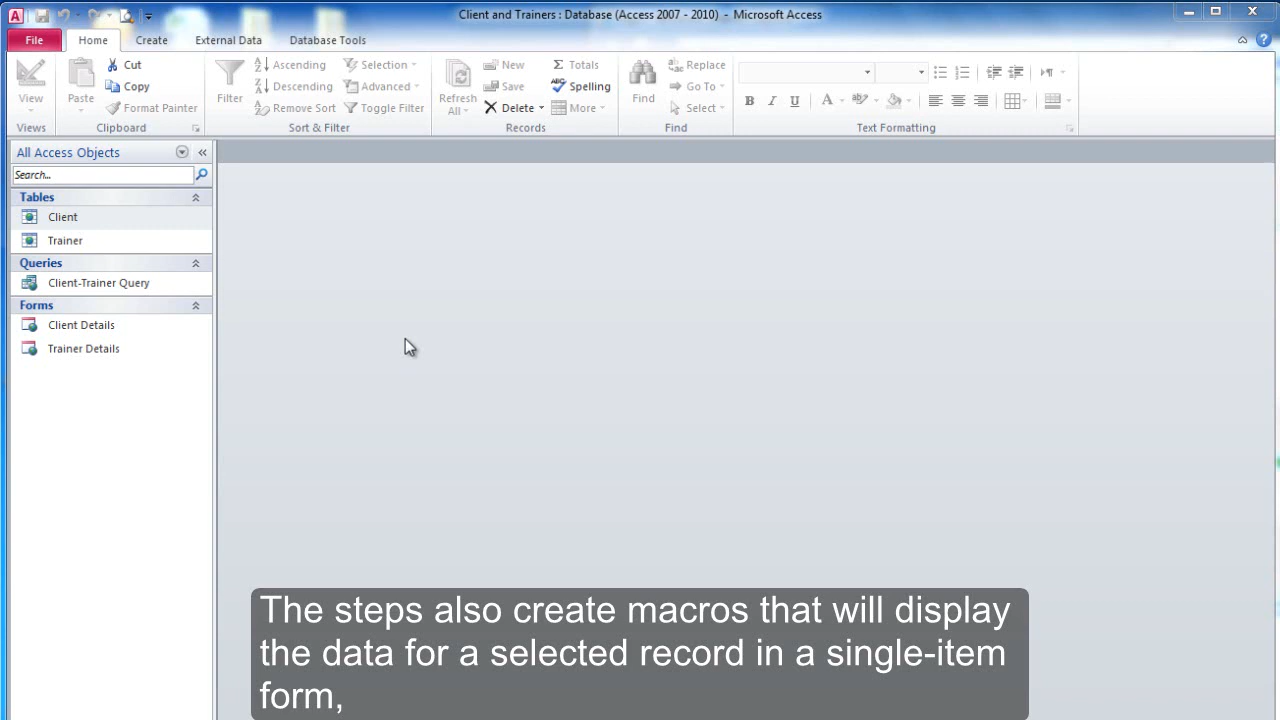 Client and Trainers : Database (Access 2007 - 2010) - Microsoft Access
File Home Create External Data Database Tools
View
Views
Paste
Cut
Copy
Format Painter
Clipboard
Filter
Ascending
Descending
Remove Sort
Selection
Advanced
Toggle Filter
Sort & Filter
Refresh
All
New
Save
Delete
Totals
Spelling
More
Records
Find
Replace
Go To
Select
Find
B I U A ab
Text Formatting
All Access Objects
Search...
Tables
Client
Trainer
Queries
Client-Trainer Query
Forms
Client Details
Trainer Details
The steps also create macros that will display
the data for a selected record in a single-item
form,